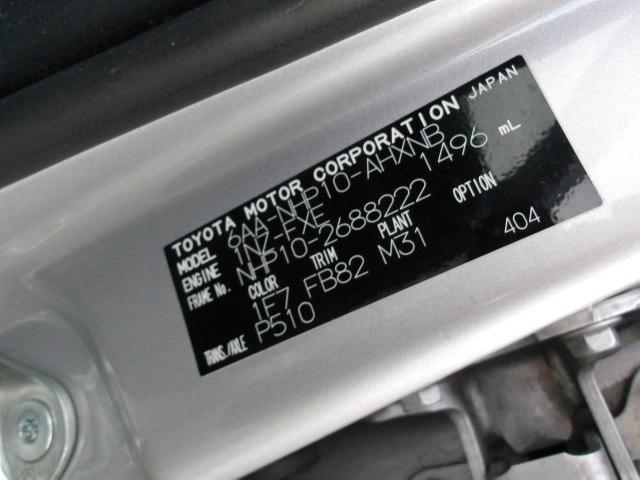 TOYOTA MOTOR CORPORATION JAPAN
MODEL 6AA-NHP10-AHXNB
ENGINE 1NZ-FXE 1496 mL
FRAME No. NHP10-2688222
COLOR TRIM PLANT OPTION
1F7 FB82 M31 404
TRANS./AXLE P510